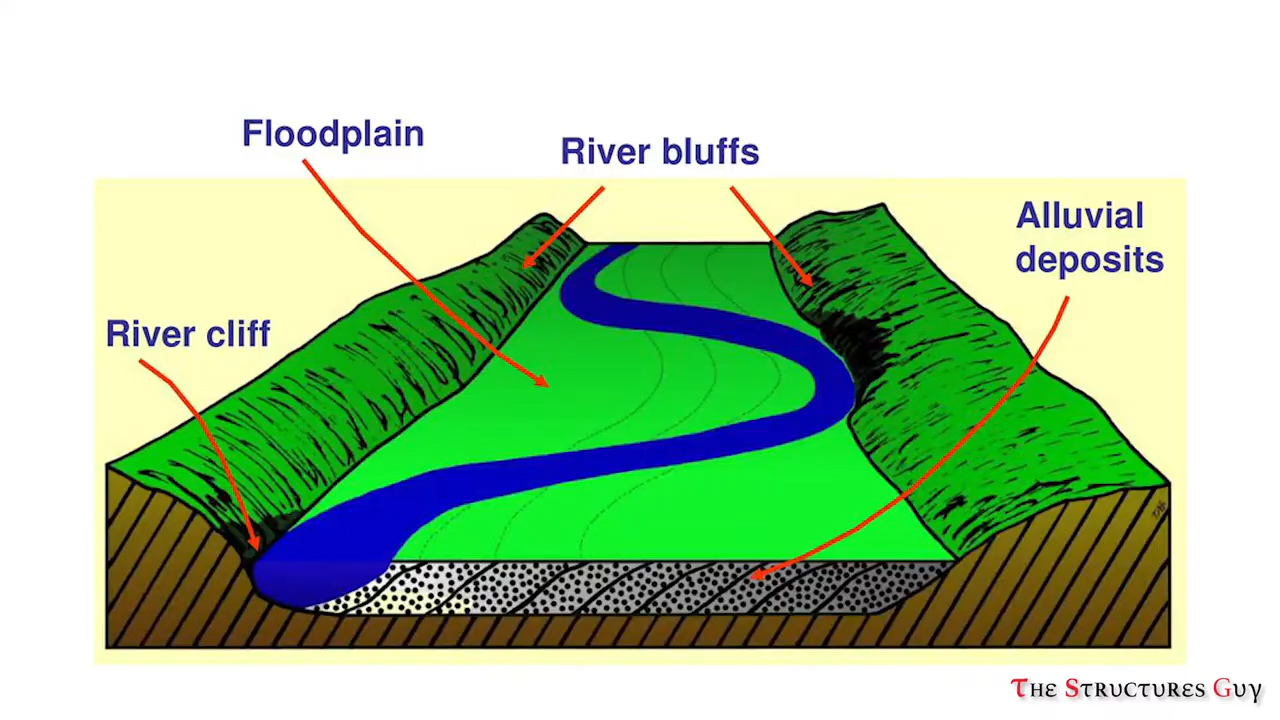 Floodplain
River bluffs
Alluvial
deposits
River cliff
The Structures Guy